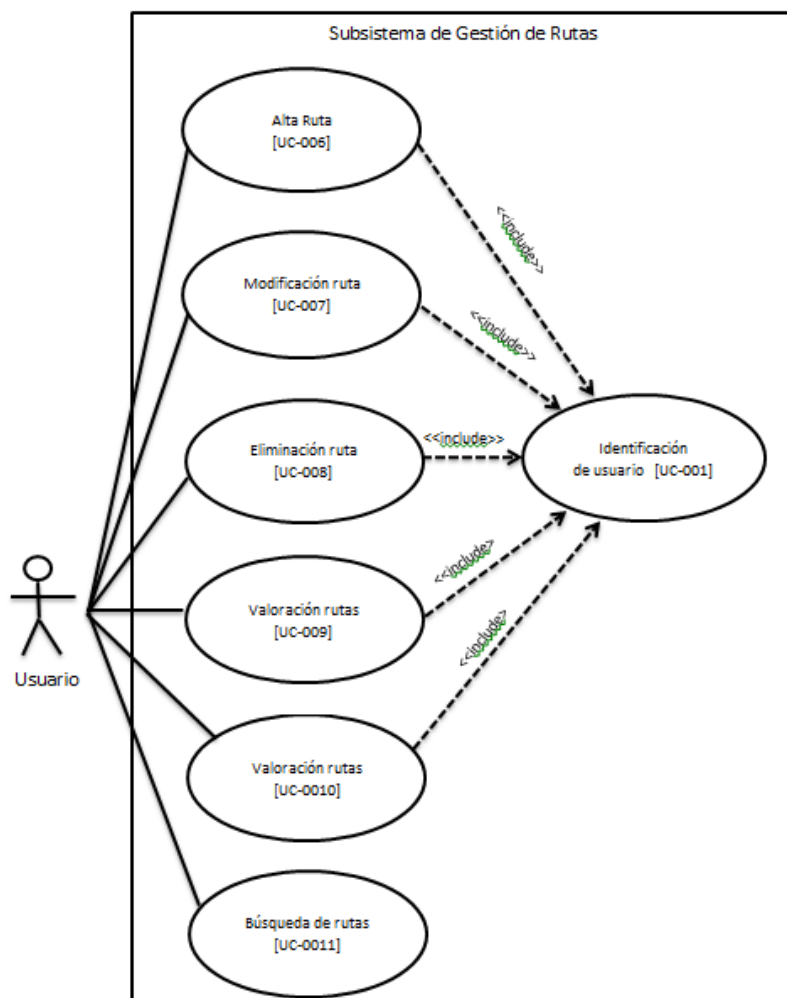 Subsistema de Gestión de Rutas
Alta Ruta
[UC-006]
<<include>>
Modificación ruta
[UC-007]
<<include>>
Eliminación ruta
[UC-008]
<<include>>
Identificación
de usuario [UC-001]
<<include>
Valoración rutas
[UC-009]
<<include>
Usuario
Valoración rutas
[UC-0010]
Búsqueda de rutas
[UC-0011]